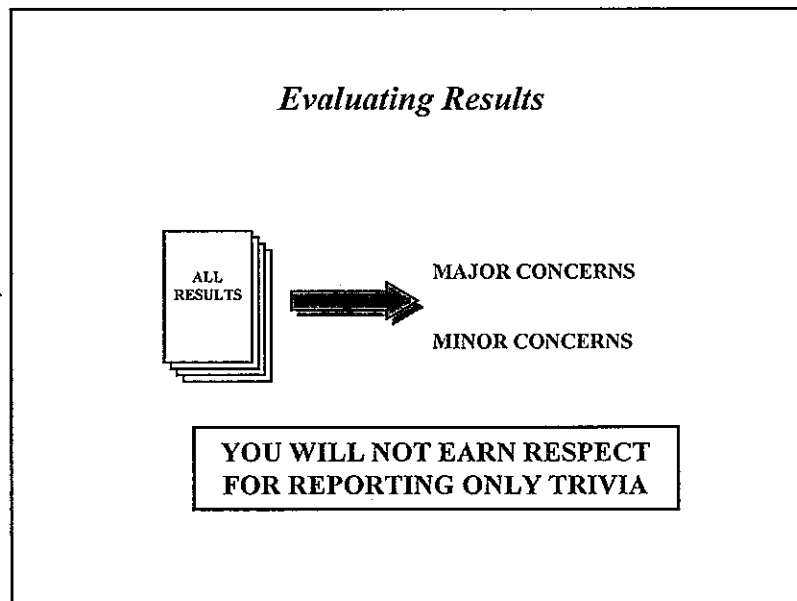 Evaluating Results
ALL
RESULTS
MAJOR CONCERNS
MINOR CONCERNS
YOU WILL NOT EARN RESPECT
FOR REPORTING ONLY TRIVIA